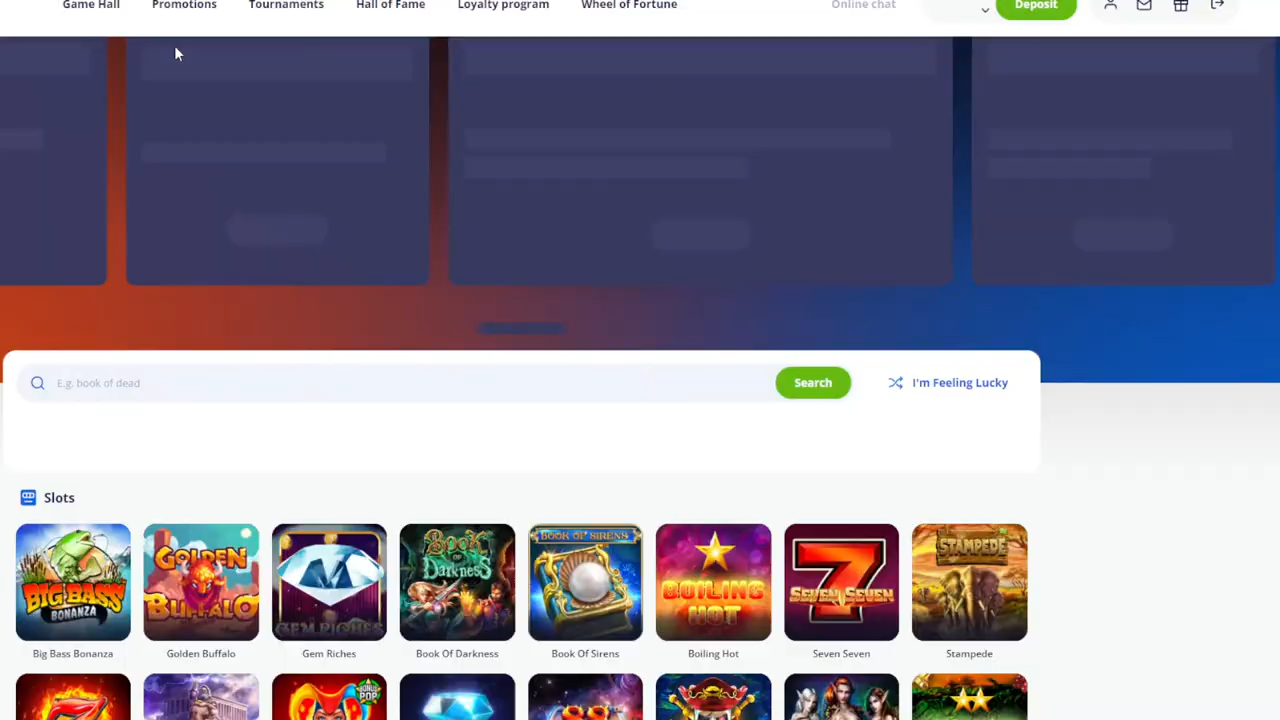 Game Hall
Promotions
Tournaments
Hall of Fame
Loyalty program
Wheel of Fortune
Online chat
Deposit
E.g. book of dead
Search
I'm Feeling Lucky
Slots
BIG BASS
BONANZA
GOLDEN
BUFFALO
GEM RICHES
BOOK
OF
DARKNESS
BOOK OF SIRENS
BOILING
HOT
SEVEN SEVEN
STAMPEDE
Big Bass Bonanza
Golden Buffalo
Gem Riches
Book Of Darkness
Book Of Sirens
Boiling Hot
Seven Seven
Stampede
BONUS
POP